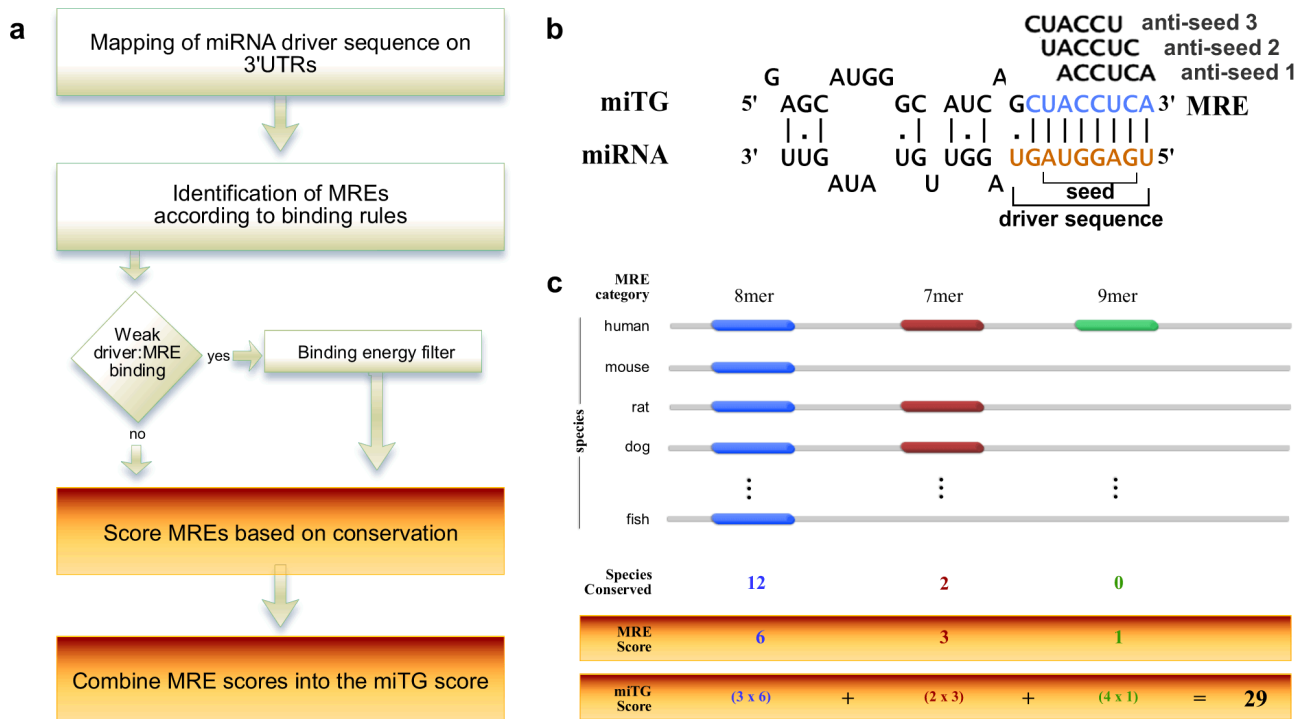 a
Mapping of miRNA driver sequence on
3'UTRs
Identification of MREs
according to binding rules
Weak
driver:MRE
binding
yes
Binding energy filter
no
Score MREs based on conservation
Combine MRE scores into the miTG score
b
CUACCU anti-seed 3
UACCUC anti-seed 2
ACCUCA anti-seed 1
G AUGG A
miTG 5' AGC GC AUC GCUACCUCA 3' MRE
|.| .| |.| .||||||||
miRNA 3' UUG UG UGG UGAUGGAGU 5'
AUA U A
seed
driver sequence
c
MRE
category
8mer 7mer 9mer
species
human
mouse
rat
dog
⋮ ⋮ ⋮
fish
Species
Conserved
12 2 0
MRE
Score
6 3 1
miTG
Score
(3 x 6) + (2 x 3) + (4 x 1) = 29